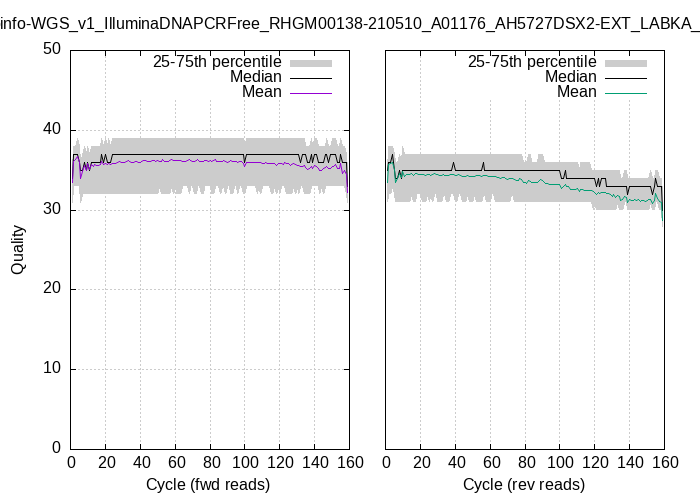 info-WGS_v1_IlluminaDNAPCRFree_RHGM00138-210510_A01176_AH5727DSX2-EXT_LABKA_
50
40
30
20
10
0
Quality
25-75th percentile
Median
Mean
0 20 40 60 80 100 120 140 160
Cycle (fwd reads)
25-75th percentile
Median
Mean
0 20 40 60 80 100 120 140 160
Cycle (rev reads)